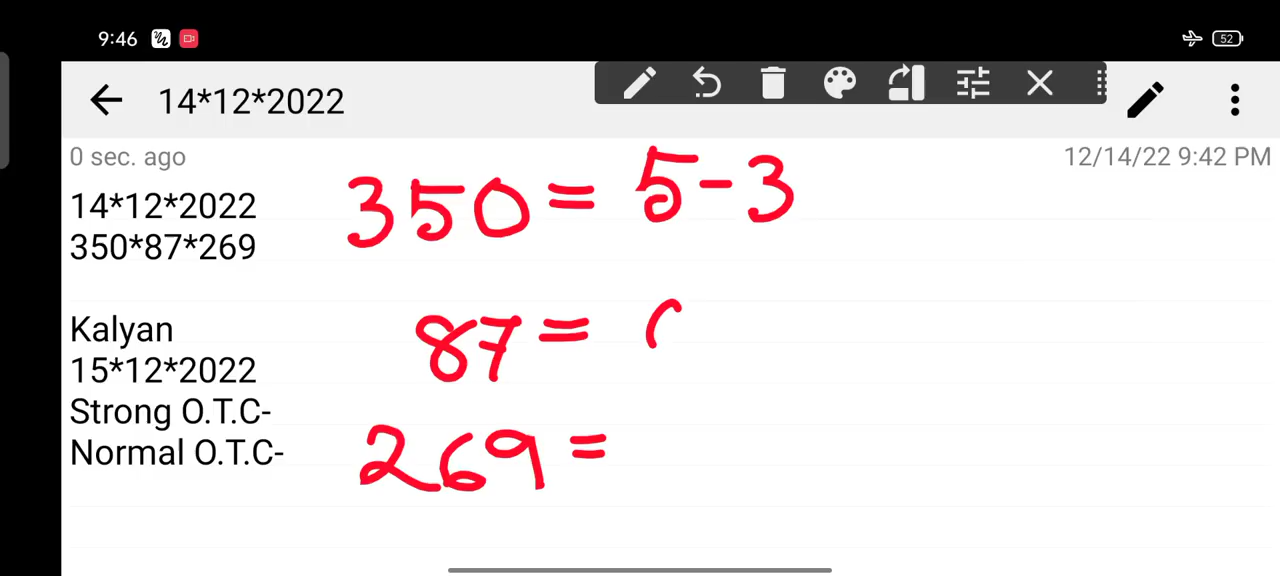 9:46
52
14*12*2022
0 sec. ago
12/14/22 9:42 PM
14*12*2022
350*87*269
Kalyan
15*12*2022
Strong O.T.C-
Normal O.T.C-
350 = 5-3
87 =
269 =